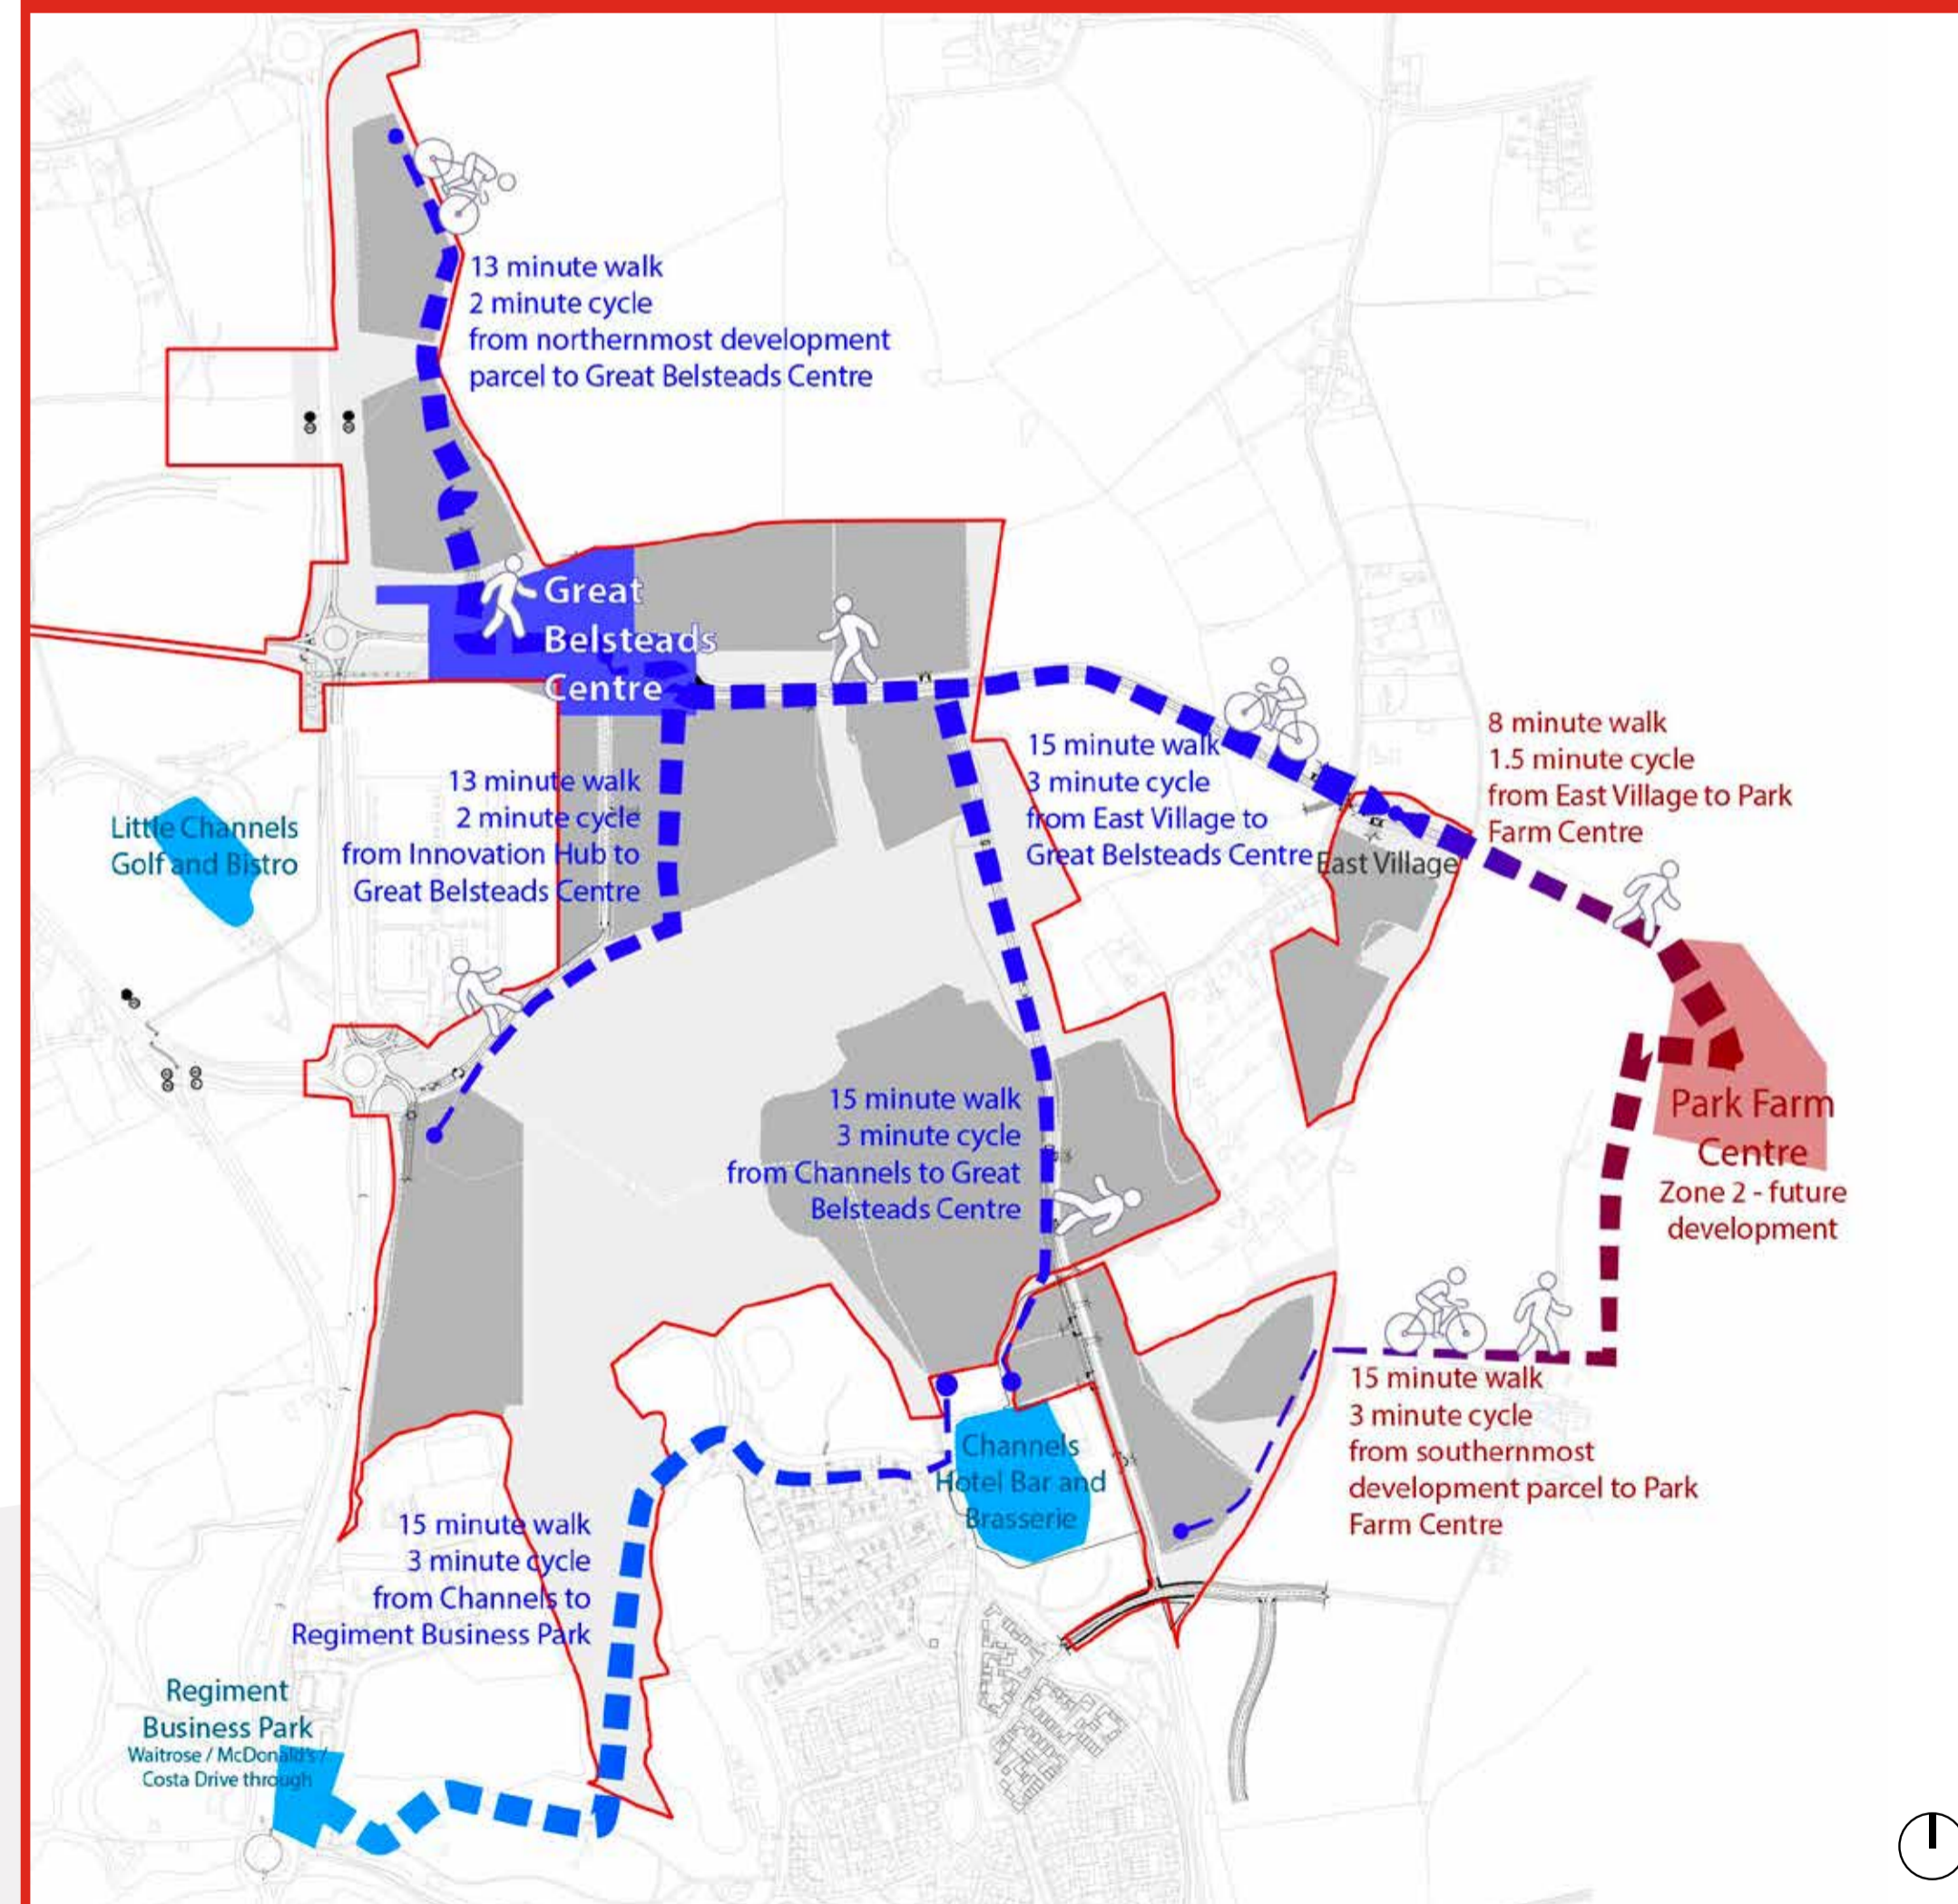 13 minute walk
2 minute cycle
from northernmost development
parcel to Great Belsteads Centre
Great
Belsteads
Centre
13 minute walk
2 minute cycle
from Innovation Hub to
Great Belsteads Centre
Little Channels
Golf and Bistro
15 minute walk
3 minute cycle
from East Village to
Great Belsteads Centre
East Village
8 minute walk
1.5 minute cycle
from East Village to Park
Farm Centre
Park Farm
Centre
Zone 2 - future
development
15 minute walk
3 minute cycle
from Channels to Great
Belsteads Centre
15 minute walk
3 minute cycle
from southernmost
development parcel to Park
Farm Centre
Channels
Hotel Bar and
Brasserie
15 minute walk
3 minute cycle
from Channels to
Regiment Business Park
Regiment
Business Park
Waitrose / McDonald's /
Costa Drive through